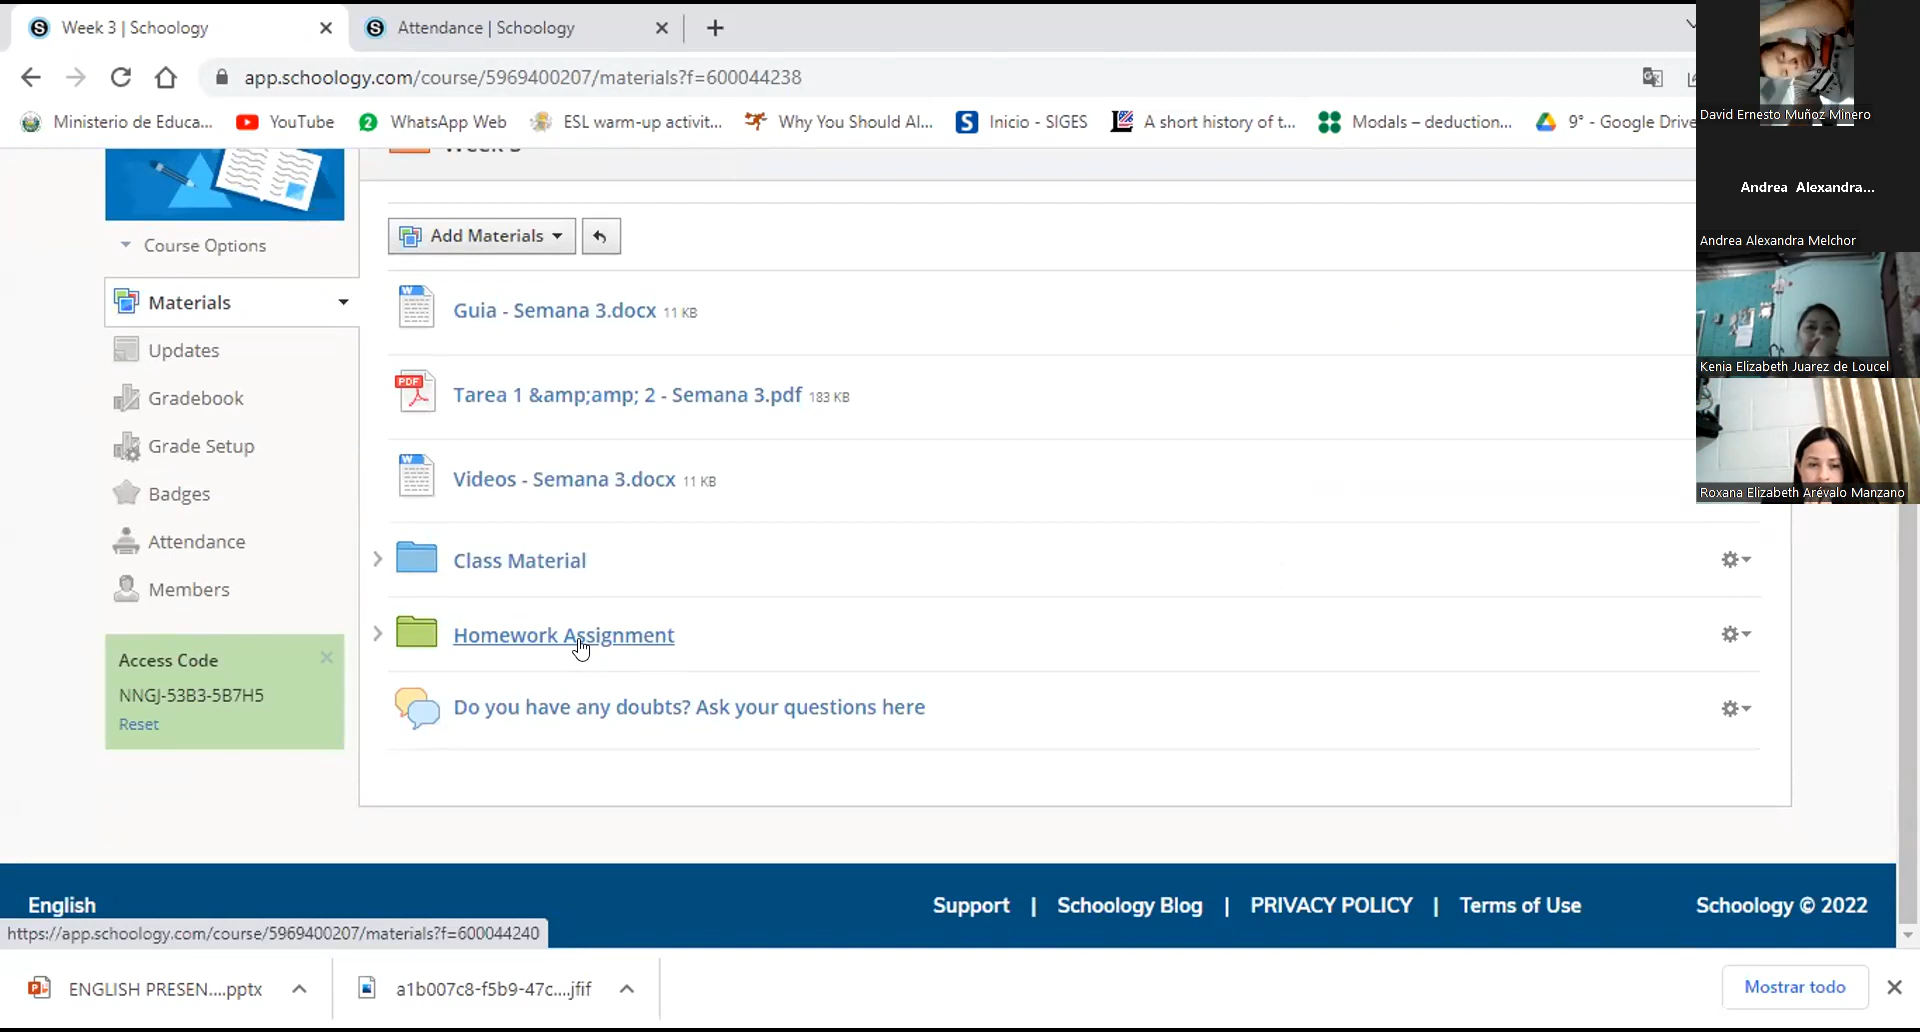 Week 3 | Schoology
Attendance | Schoology
app.schoology.com/course/5969400207/materials?f=600044238
Ministerio de Educa...
YouTube
2
WhatsApp Web
ESL warm-up activit...
Why You Should Al...
S
Inicio - SIGES
A short history of t...
Modals – deduction...
9° - Google Drive
David Ernesto Muñoz Minero
Andrea Alexandra...
Andrea Alexandra Melchor
Kenia Elizabeth Juarez de Loucel
Roxana Elizabeth Arévalo Manzano
Week 3
Course Options
Add Materials
Materials
Updates
Gradebook
Grade Setup
Badges
Attendance
Members
Access Code
NNGJ-53B3-5B7H5
Reset
Guia - Semana 3.docx 11 KB
PDF
Tarea 1 &amp;amp; 2 - Semana 3.pdf 183 KB
Videos - Semana 3.docx 11 KB
Class Material
Homework Assignment
Do you have any doubts? Ask your questions here
English
Support | Schoology Blog | PRIVACY POLICY | Terms of Use
Schoology © 2022
https://app.schoology.com/course/5969400207/materials?f=600044240
ENGLISH PRESEN....pptx
a1b007c8-f5b9-47c....jfif
Mostrar todo